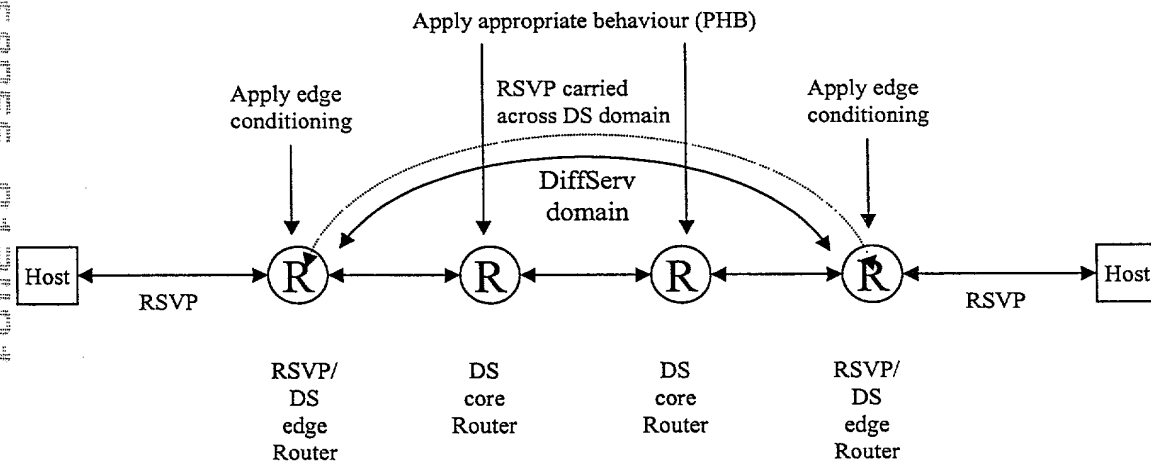 Apply appropriate behaviour (PHB)
Apply edge
conditioning
RSVP carried
across DS domain
Apply edge
conditioning
DiffServ
domain
Host
R
R
R
R
Host
RSVP
RSVP
RSVP/
DS
edge
Router
DS
core
Router
DS
core
Router
RSVP/
DS
edge
Router